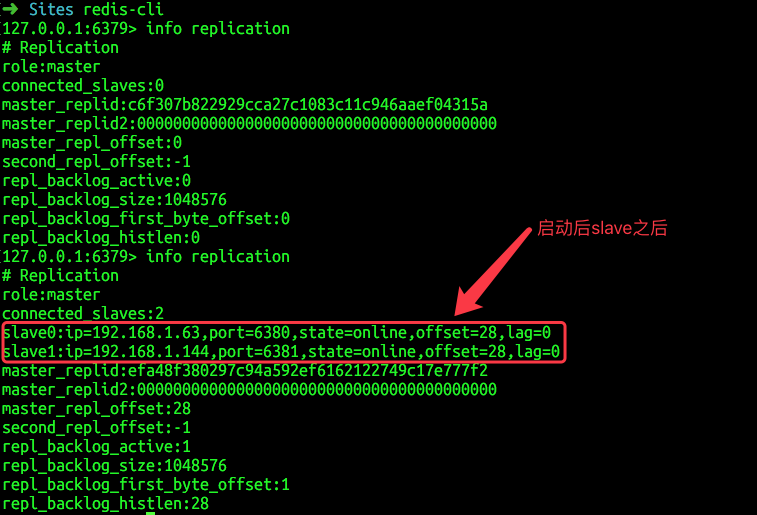 ➜ Sites redis-cli
127.0.0.1:6379> info replication
# Replication
role:master
connected_slaves:0
master_replid:c6f307b822929cca27c1083c11c946aaef04315a
master_replid2:0000000000000000000000000000000000000000
master_repl_offset:0
second_repl_offset:-1
repl_backlog_active:0
repl_backlog_size:1048576
repl_backlog_first_byte_offset:0
repl_backlog_histlen:0
127.0.0.1:6379> info replication
启动后slave之后
# Replication
role:master
connected_slaves:2
slave0:ip=192.168.1.63,port=6380,state=online,offset=28,lag=0
slave1:ip=192.168.1.144,port=6381,state=online,offset=28,lag=0
master_replid:efa48f380297c94a592ef6162122749c17e777f2
master_replid2:0000000000000000000000000000000000000000
master_repl_offset:28
second_repl_offset:-1
repl_backlog_active:1
repl_backlog_size:1048576
repl_backlog_first_byte_offset:1
repl_backlog_histlen:28